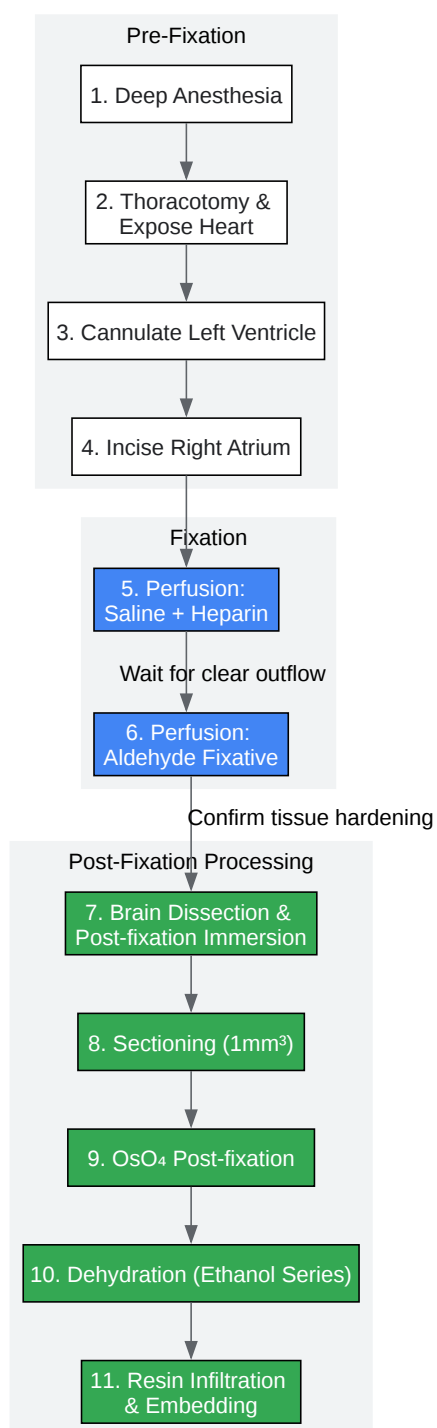 Pre-Fixation
1. Deep Anesthesia
2. Thoracotomy &
Expose Heart
3. Cannulate Left Ventricle
4. Incise Right Atrium
Fixation
5. Perfusion:
Saline + Heparin
Wait for clear outflow
6. Perfusion:
Aldehyde Fixative
Confirm tissue hardening
Post-Fixation Processing
7. Brain Dissection &
Post-fixation Immersion
8. Sectioning (1mm³)
9. OsO₄ Post-fixation
10. Dehydration (Ethanol Series)
11. Resin Infiltration
& Embedding